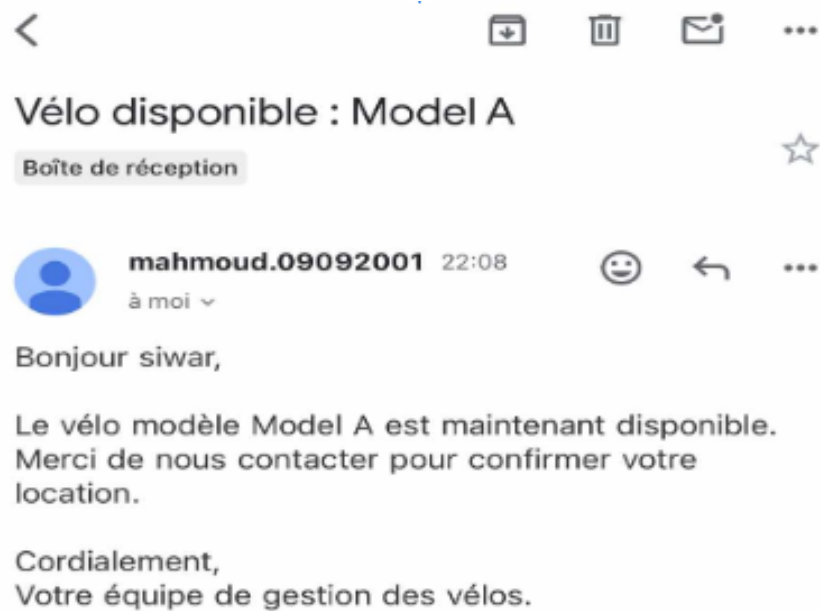 Vélo disponible : Model A
Boîte de réception
mahmoud.09092001 22:08
à moi
Bonjour siwar,
Le vélo modèle Model A est maintenant disponible.
Merci de nous contacter pour confirmer votre
location.
Cordialement,
Votre équipe de gestion des vélos.